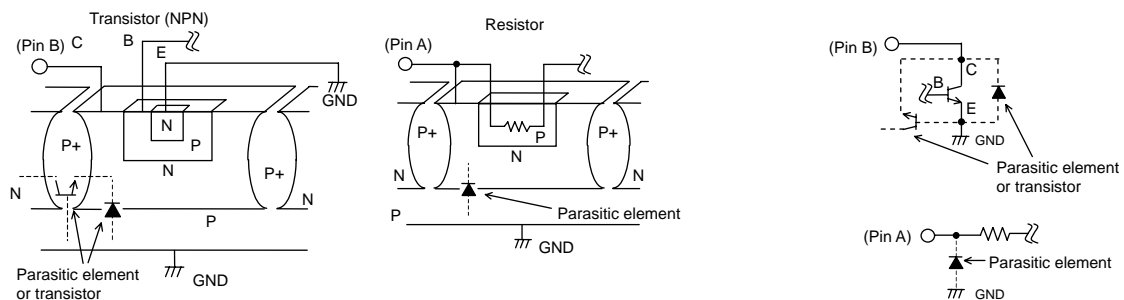 Transistor (NPN)
(Pin B)
C
B
E
GND
N
P
P+
N
P+
N
N
P
GND
Parasitic element
or transistor
Resistor
(Pin A)
P
N
P+
P+
N
N
P
Parasitic element
GND
(Pin B)
C
B
E
GND
Parasitic element
or transistor
(Pin A)
Parasitic element
GND